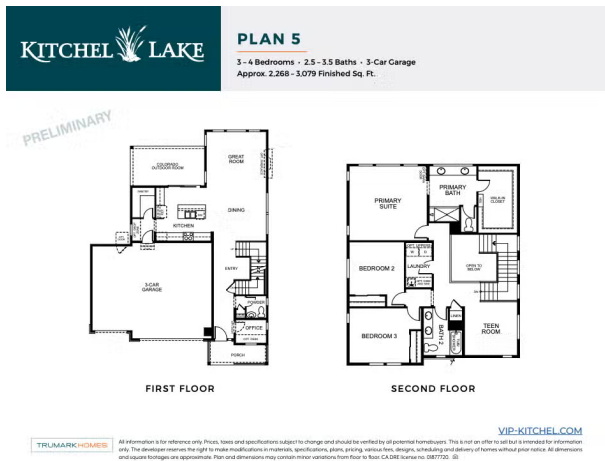 KITCHEL LAKE
PLAN 5
3 – 4 Bedrooms • 2.5 – 3.5 Baths • 3-Car Garage
Approx. 2,268 – 3,079 Finished Sq. Ft.
PRELIMINARY
COLORADO
OUTDOOR ROOM
GREAT
ROOM
PANTRY
DINING
KITCHEN
3-CAR
GARAGE
ENTRY
POWDER
OFFICE
PORCH
PRIMARY
SUITE
PRIMARY
BATH
WALK-IN
CLOSET
LAUNDRY
BEDROOM 2
OPEN TO
BELOW
LINEN
BEDROOM 3
BATH 2
TEEN
ROOM
FIRST FLOOR
SECOND FLOOR
VIP-KITCHEL.COM
TRUMARKHOMES
All information is for reference only. Prices, taxes and specifications subject to change and should be verified by all potential homebuyers. This is not an offer to sell but is intended for information
only. The developer reserves the right to make modifications in materials, specifications, plans, pricing, various fees, designs, scheduling and delivery of homes without prior notice. All dimensions
and square footages are approximate. Plan and dimensions may contain minor variations from floor to floor. CA DRE license no. 01877720.